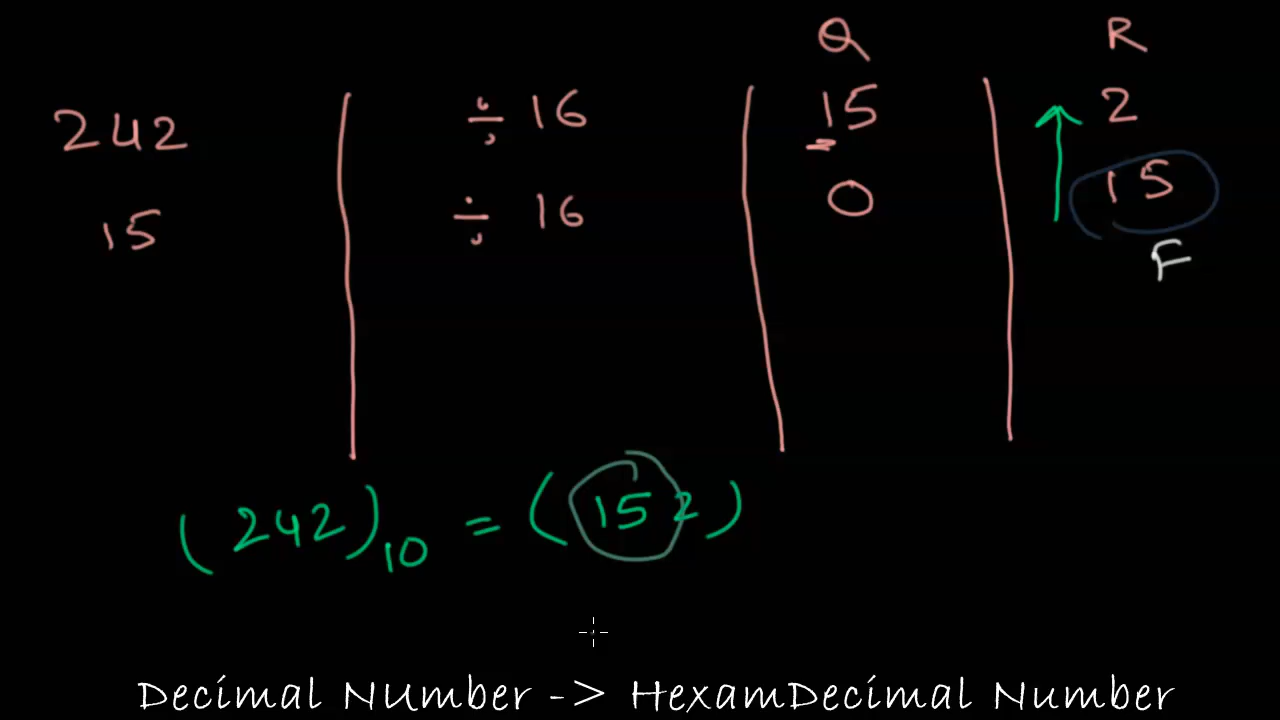 Q R
242 ÷ 16 15 2
15 ÷ 16 0 15
F
(242)10 = (152)
Decimal Number -> HexamDecimal Number